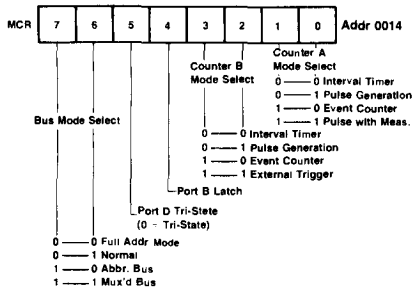 MCR 7 6 5 4 3 2 1 0 Addr 0014
Counter A
Mode Select
0 0 Interval Timer
0 1 Pulse Generation
1 0 Event Counter
1 1 Pulse with Meas.
Counter B
Mode Select
0 0 Interval Timer
0 1 Pulse Generation
1 0 Event Counter
1 1 External Trigger
Port B Latch
Port D Tri-Stete
(0 = Tri-State)
Bus Mode Select
0 0 Full Addr Mode
0 1 Normal
1 0 Abbr. Bus
1 1 Mux'd Bus